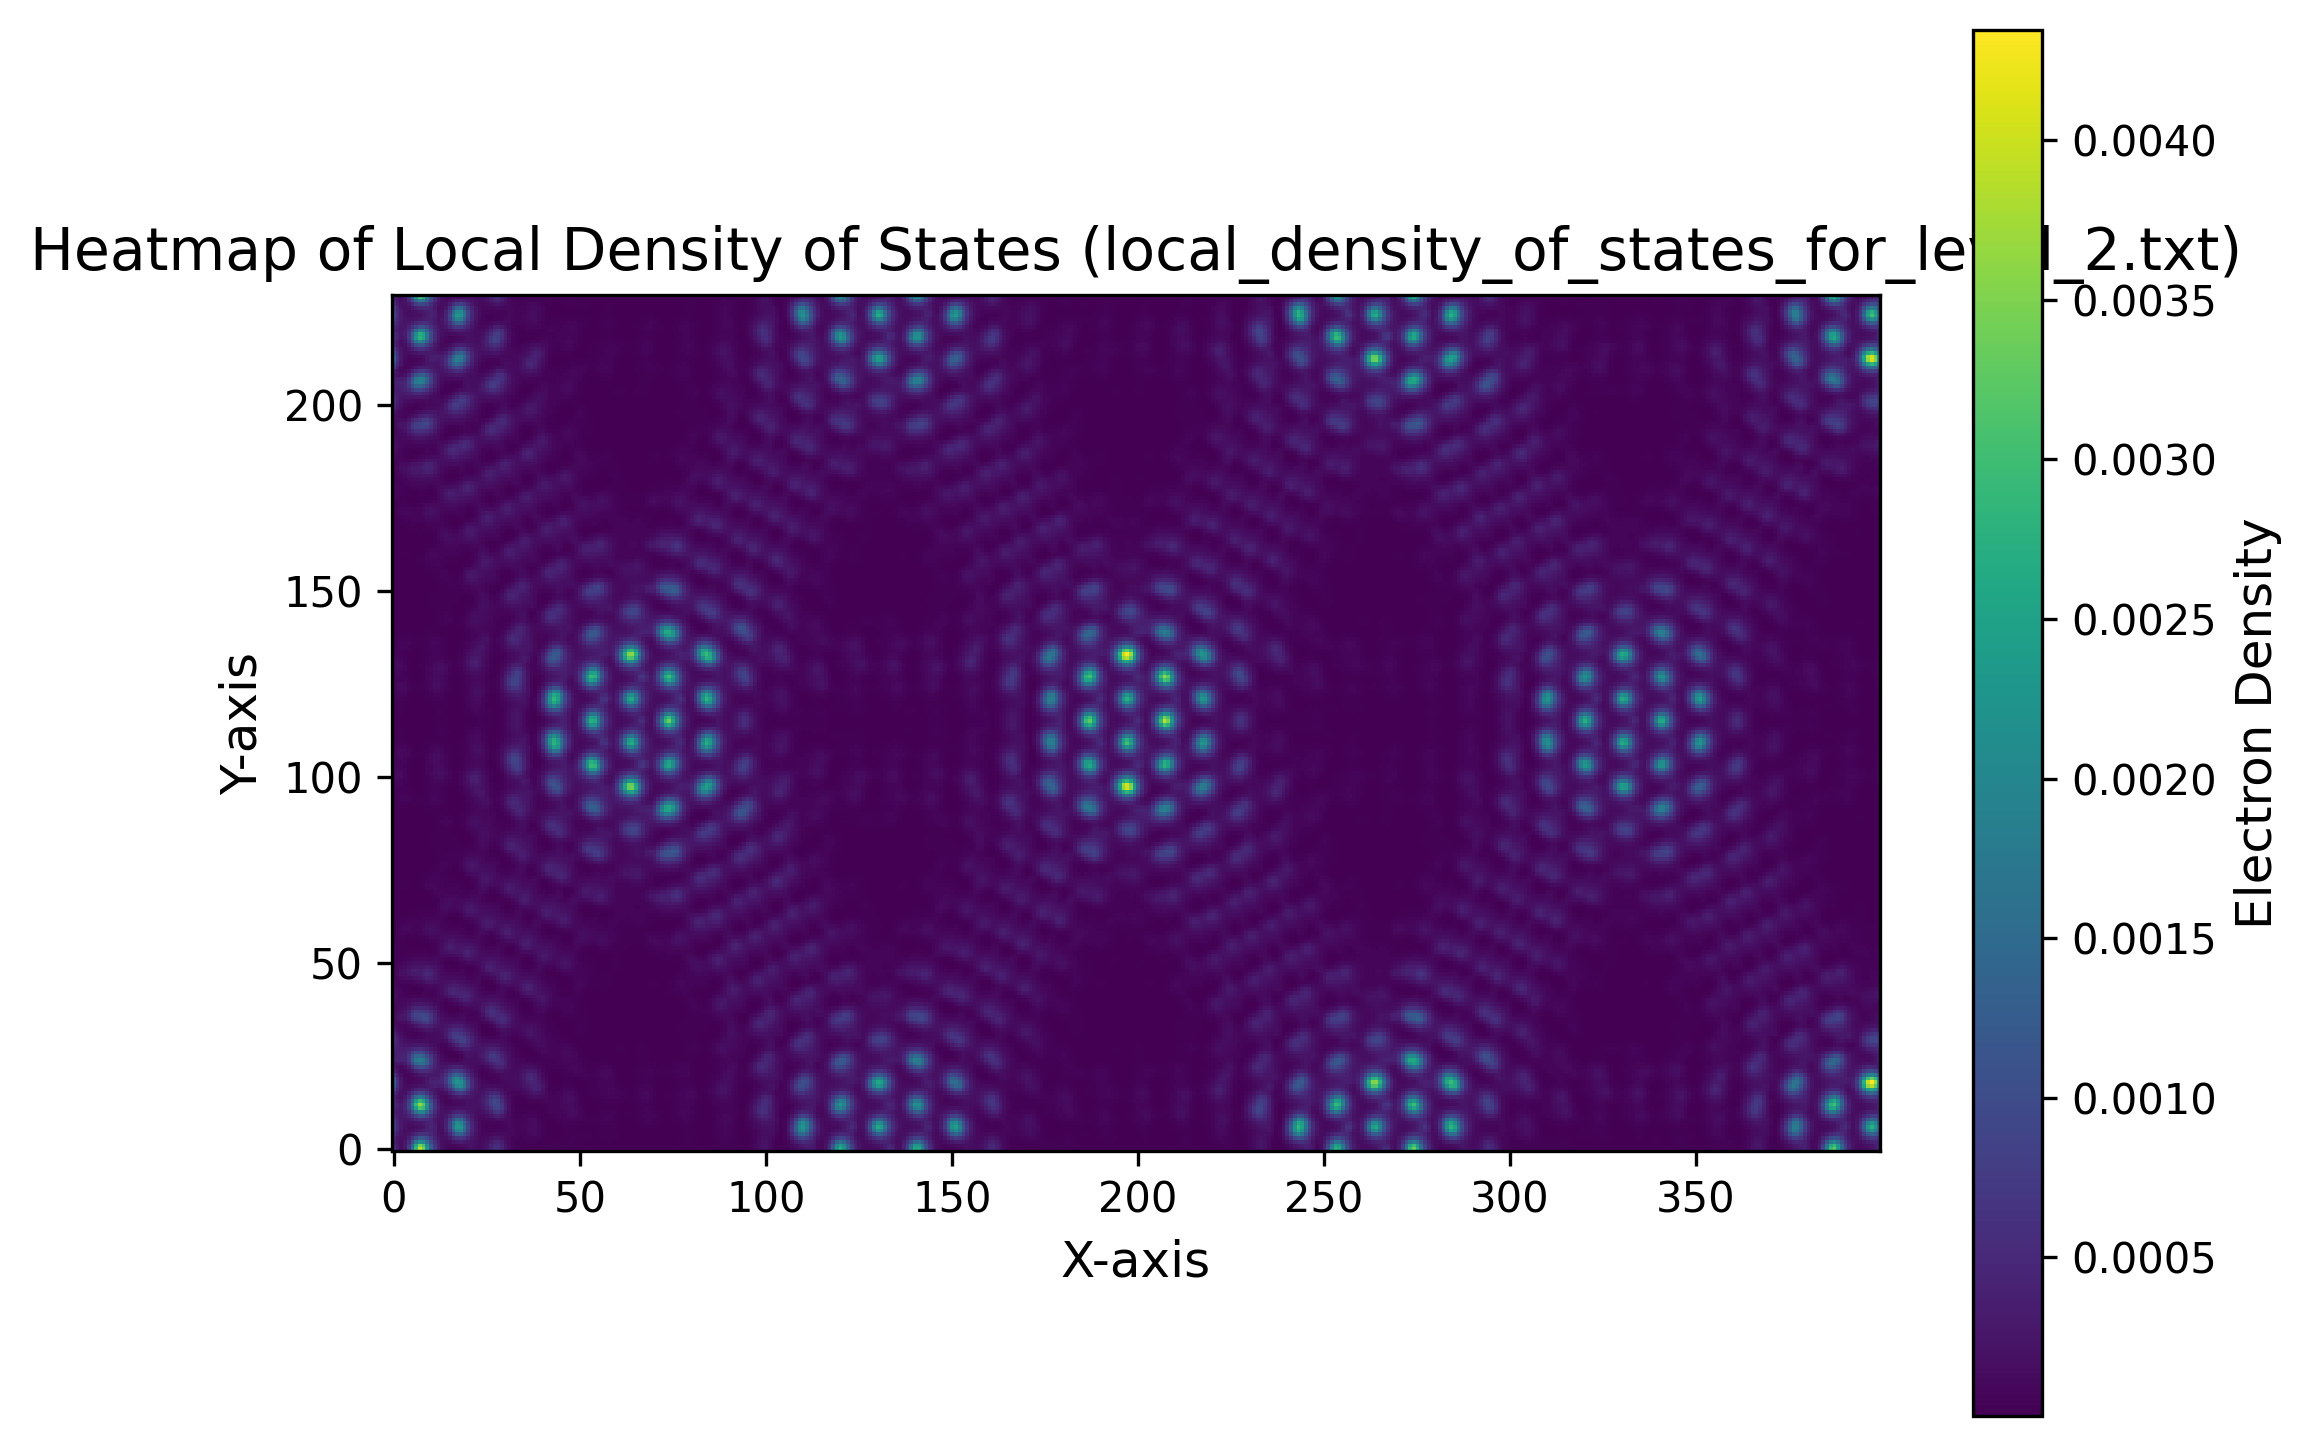 Heatmap of Local Density of States (local_density_of_states_for_le
_2.txt)
Y-axis
200
150
100
50
0
0 50 100 150 200 250 300 350
X-axis
0.0040
0.0035
0.0030
0.0025
0.0020
0.0015
0.0010
0.0005
Electron Density